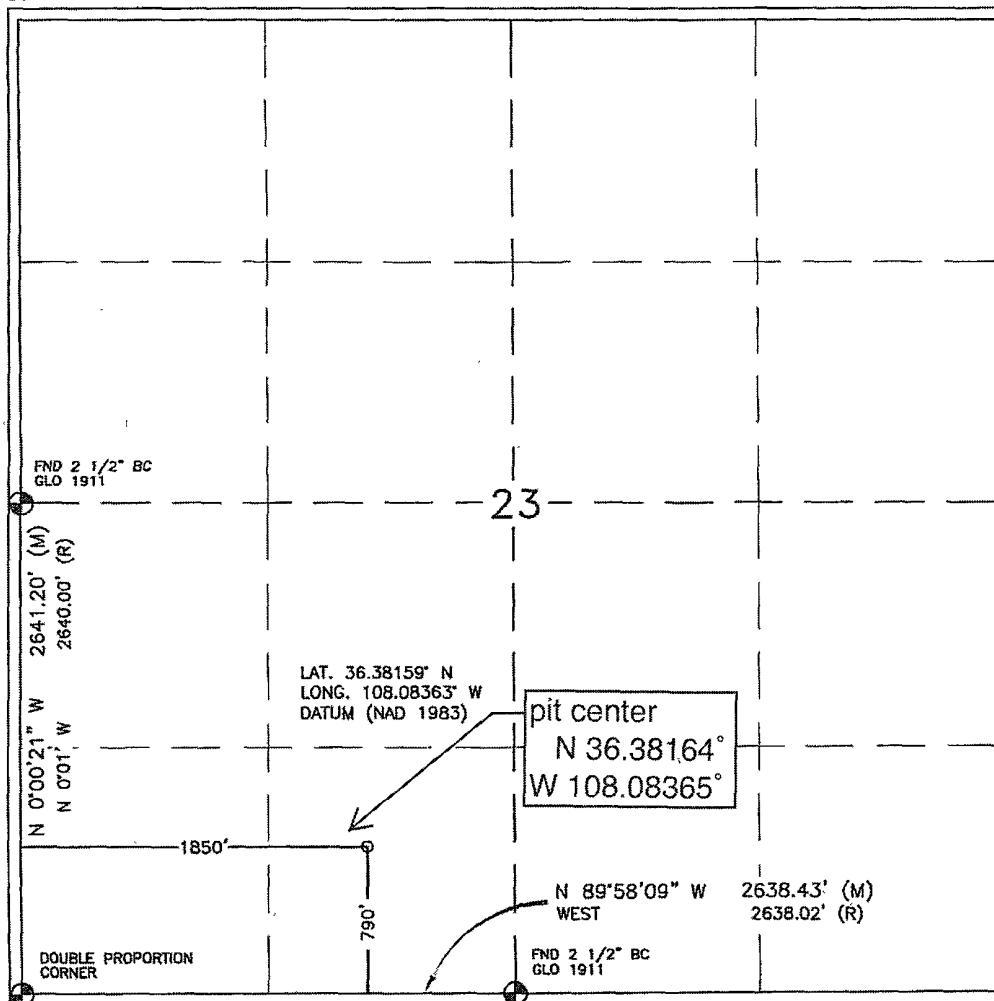 FND 2 1/2" BC
GLO 1911
23
N 0°00'21" W 2641.20' (M)
N 0°01' W 2640.00' (R)
LAT. 36.38159° N
LONG. 108.08363° W
DATUM (NAD 1983)
pit center
N 36.38164°
W 108.08365°
1850'
790'
N 89°58'09" W 2638.43' (M)
WEST 2638.02' (R)
DOUBLE PROPORTION
CORNER
FND 2 1/2" BC
GLO 1911